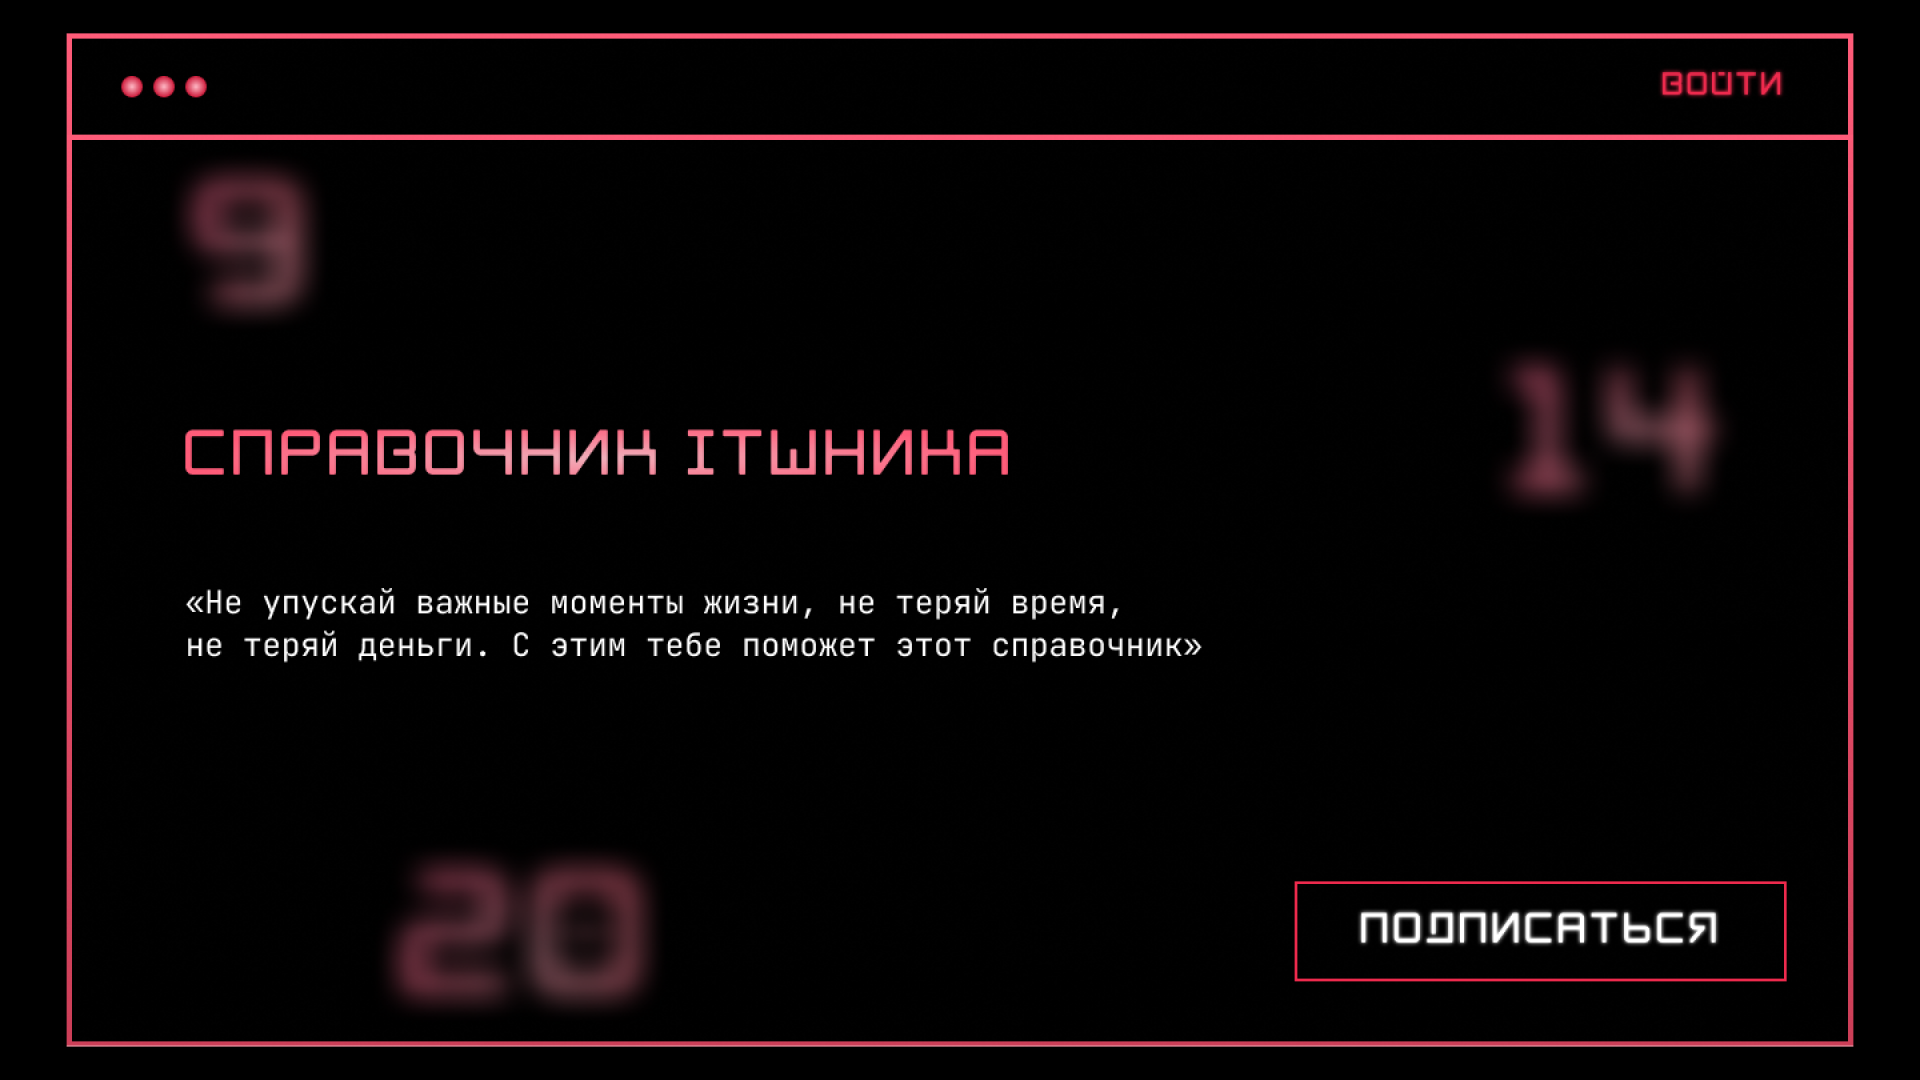 ВОЙТИ
9
14
СПРАВОЧНИК ІТШНИКА
«Не упускай важные моменты жизни, не теряй время,
не теряй деньги. С этим тебе поможет этот справочник»
20
ПОДПИСАТЬСЯ